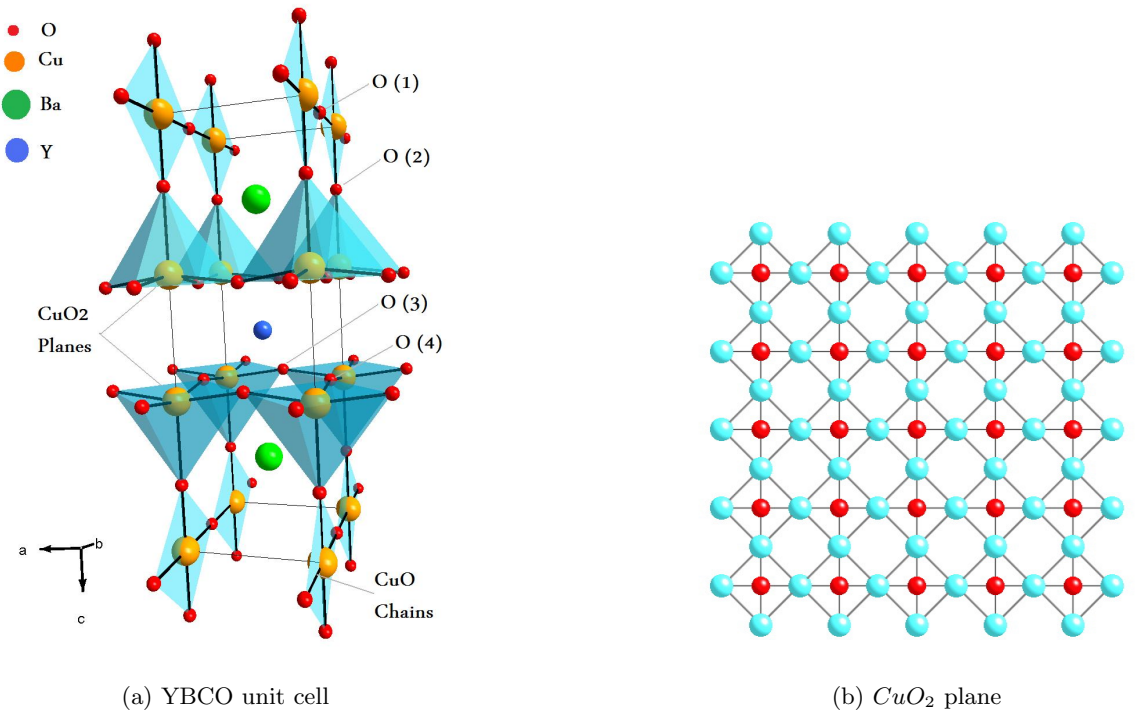 O
Cu
Ba
Y
O (1)
O (2)
CuO2
Planes
O (3)
O (4)
a
b
c
CuO
Chains
(a) YBCO unit cell
(b) CuO₂ plane